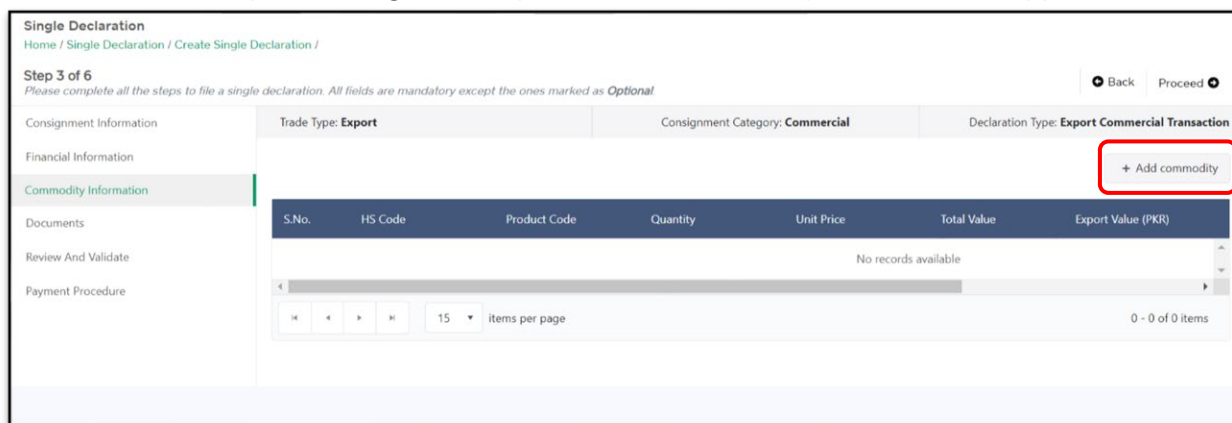 Single Declaration
Home / Single Declaration / Create Single Declaration /
Step 3 of 6
Please complete all the steps to file a single declaration. All fields are mandatory except the ones marked as Optional.
Back Proceed
Consignment Information
Financial Information
Commodity Information
Documents
Review And Validate
Payment Procedure
Trade Type: Export Consignment Category: Commercial Declaration Type: Export Commercial Transaction
+ Add commodity
S.No. HS Code Product Code Quantity Unit Price Total Value Export Value (PKR)
No records available
15 items per page 0 - 0 of 0 items